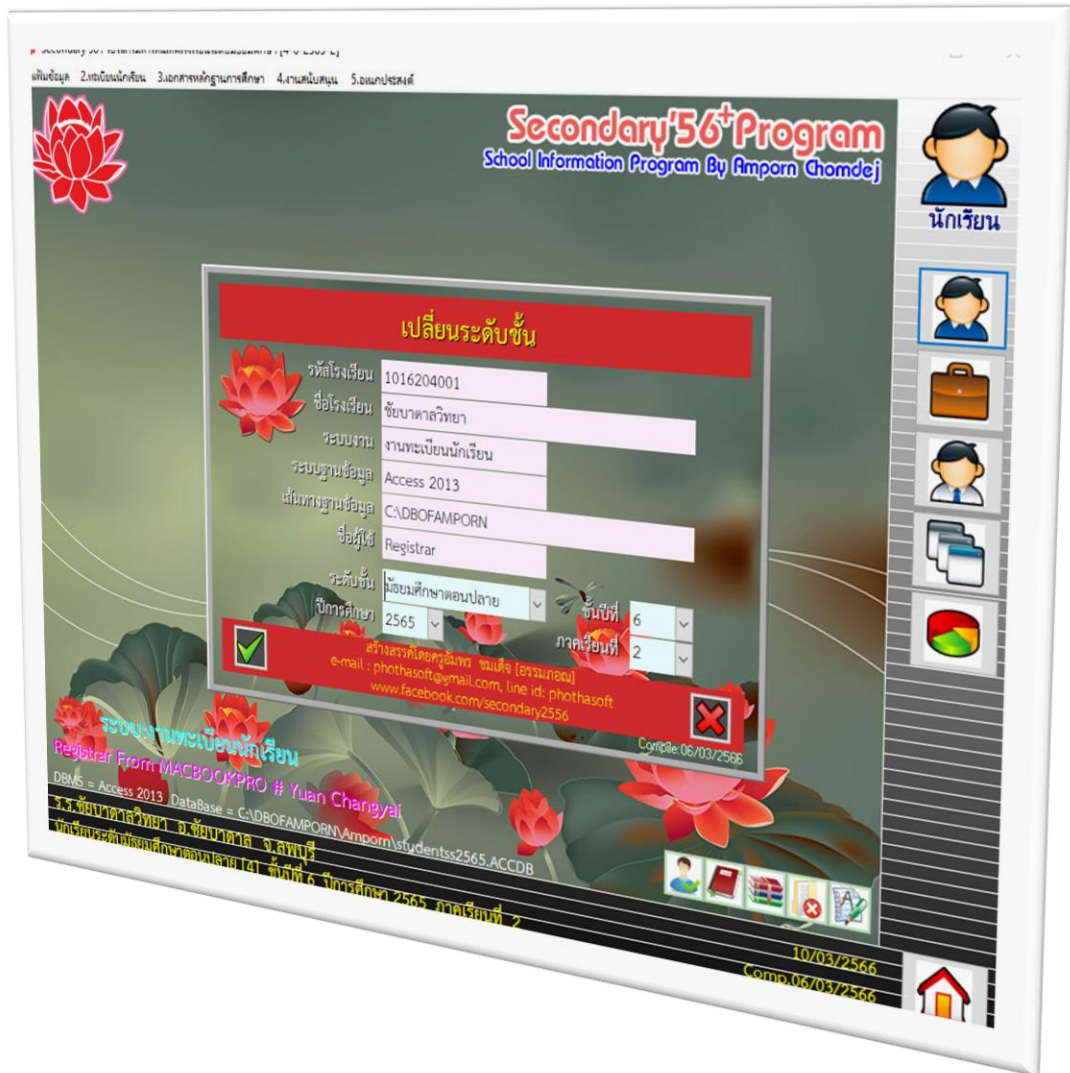 [4-6-2565-2]
แฟ้มข้อมูล 2.ทะเบียนนักเรียน 3.เอกสารหลักฐานการศึกษา 4.งานสนับสนุน 5.อเนกประสงค์
Secondary'56+Program
School Information Program By Amporn Chomdej
นักเรียน
เปลี่ยนระดับชั้น
รหัสโรงเรียน 1016204001
ชื่อโรงเรียน ชัยบาดาลวิทยา
ระบบงาน งานทะเบียนนักเรียน
ระบบฐานข้อมูล Access 2013
เส้นทางฐานข้อมูล C:\DBOFAMPORN
ชื่อผู้ใช้ Registrar
ระดับชั้น มัธยมศึกษาตอนปลาย ชั้นปีที่ 6
ปีการศึกษา 2565 ภาคเรียนที่ 2
สร้างสรรค์โดยครูอัมพร ชมเด็จ [อรรมภอณ]
e-mail : phothasoft@gmail.com, line id: phothasoft
www.facebook.com/secondary2556
Compile:06/03/2566
ระบบ:งานทะเบียนนักเรียน
Registrar From MACBOOKPRO # Yuan Changyai
DBMS = Access 2013 DataBase = C:\DBOFAMPORN\Amporn\studentss2565.ACCDB
ร.ร.ชัยบาดาลวิทยา อ.ชัยบาดาล จ.ลพบุรี
นักเรียนระดับมัธยมศึกษาตอนปลาย [4] ชั้นปีที่ 6 ปีการศึกษา 2565 ภาคเรียนที่ 2
10/03/2566
Comp.06/03/2566